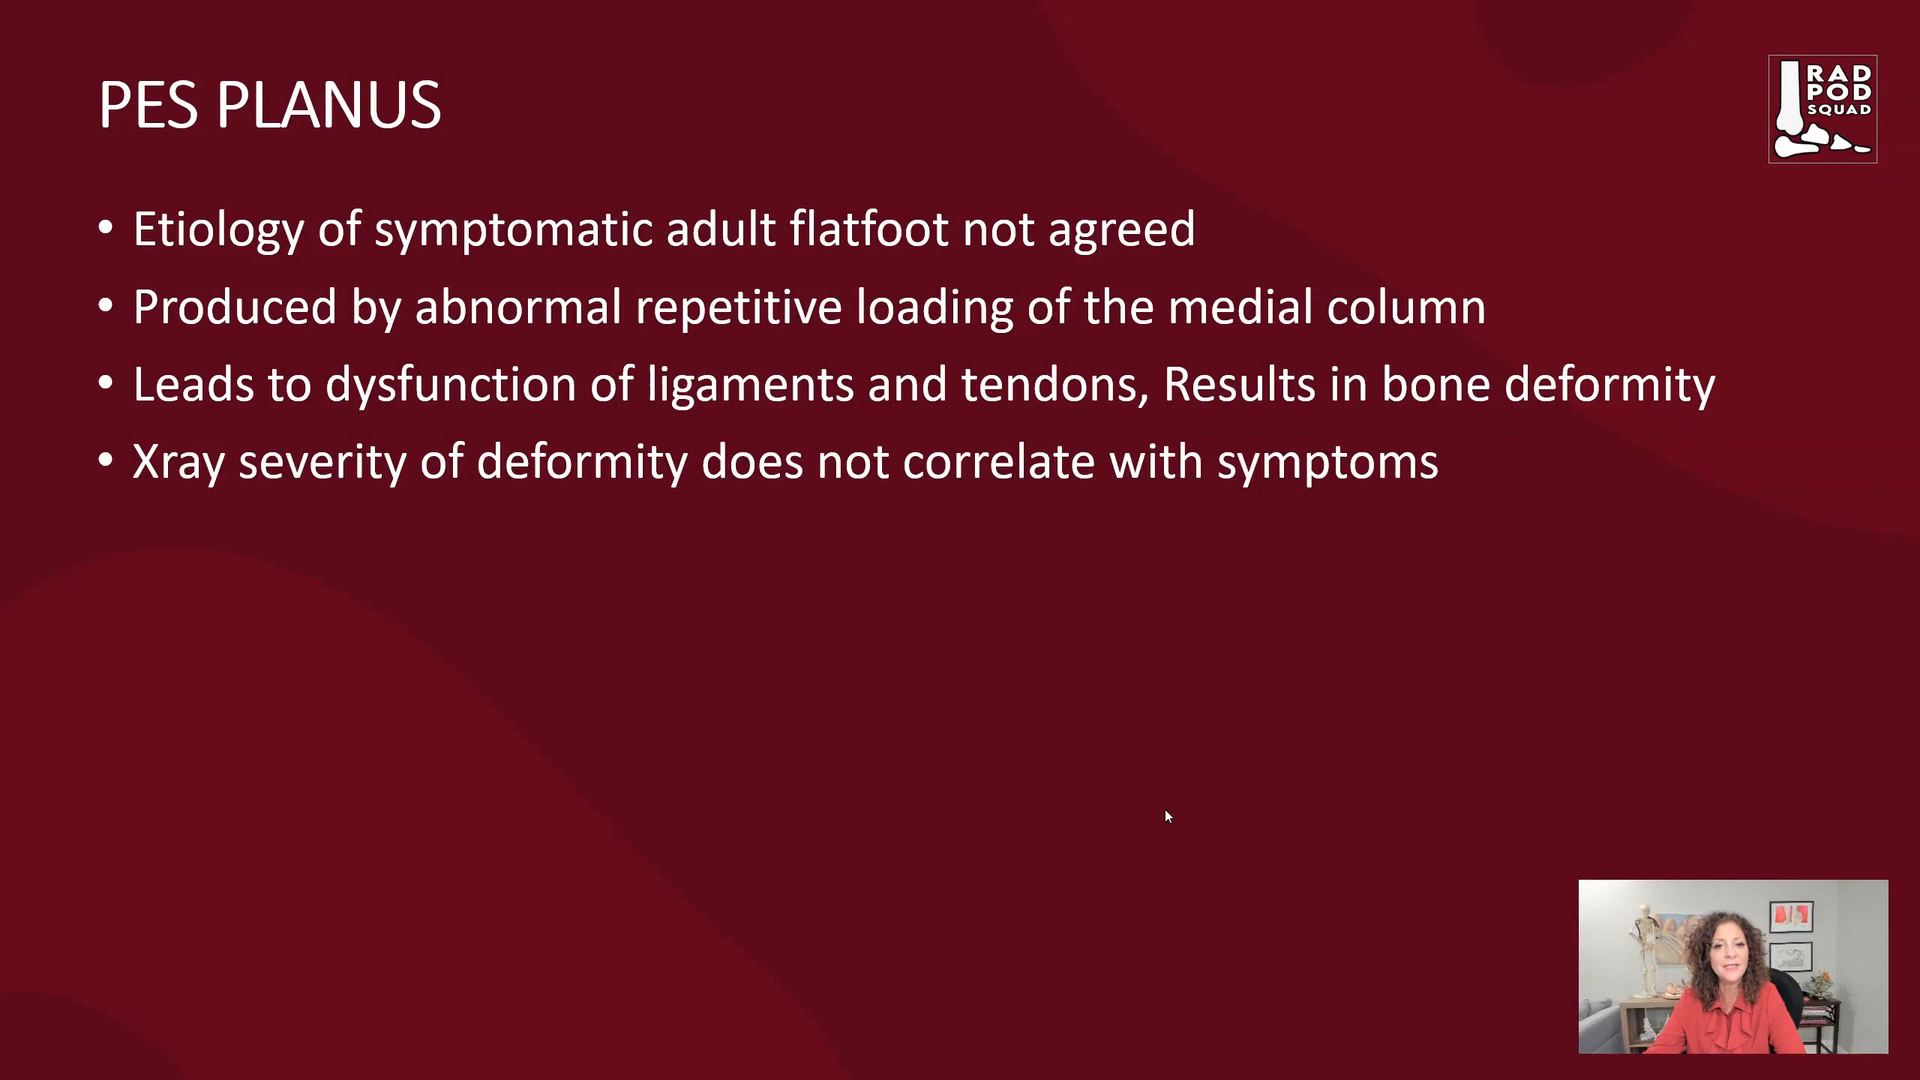 PES PLANUS
RAD
POD
SQUAD
• Etiology of symptomatic adult flatfoot not agreed
• Produced by abnormal repetitive loading of the medial column
• Leads to dysfunction of ligaments and tendons, Results in bone deformity
• Xray severity of deformity does not correlate with symptoms